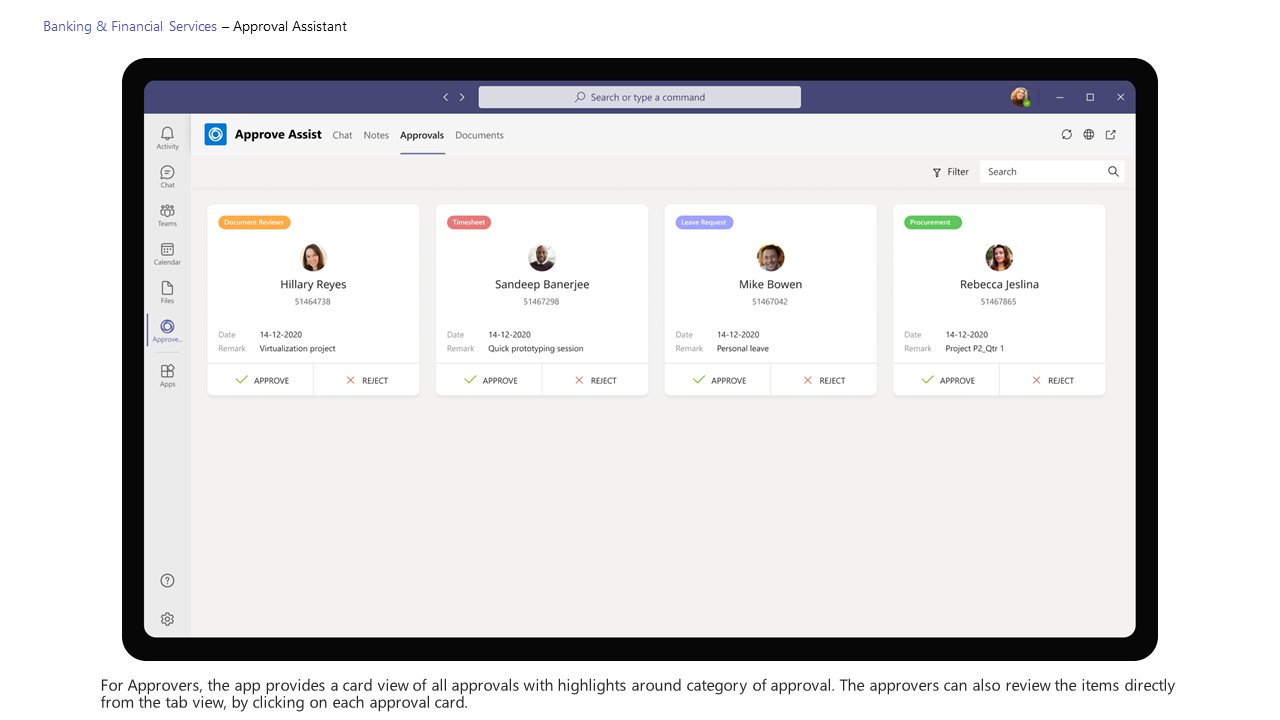 Banking & Financial Services – Approval Assistant
Search or type a command
Activity
Chat
Teams
Calendar
Files
Approve...
Apps
Approve Assist Chat Notes Approvals Documents
Filter Search
Document Reviews
Hillary Reyes
51464738
Date 14-12-2020
Remark Virtualization project
APPROVE REJECT
Timesheet
Sandeep Banerjee
51467298
Date 14-12-2020
Remark Quick prototyping session
APPROVE REJECT
Leave Request
Mike Bowen
51467042
Date 14-12-2020
Remark Personal leave
APPROVE REJECT
Procurement
Rebecca Jeslina
51467865
Date 14-12-2020
Remark Project P2_Qtr 1
APPROVE REJECT
For Approvers, the app provides a card view of all approvals with highlights around category of approval. The approvers can also review the items directly
from the tab view, by clicking on each approval card.